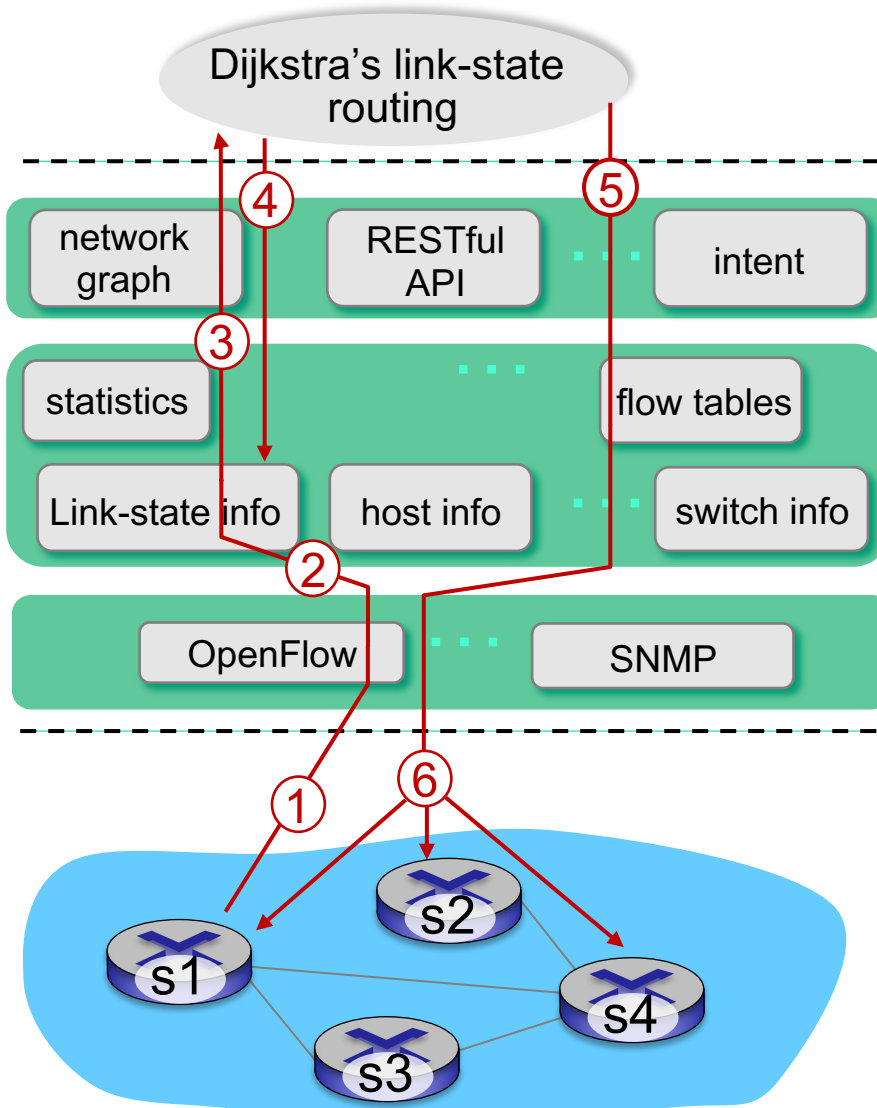 Dijkstra’s link-state
routing
4
5
network
graph
RESTful
API
intent
3
statistics
flow tables
Link-state info
host info
switch info
2
OpenFlow
SNMP
1
6
s2
s1
s4
s3